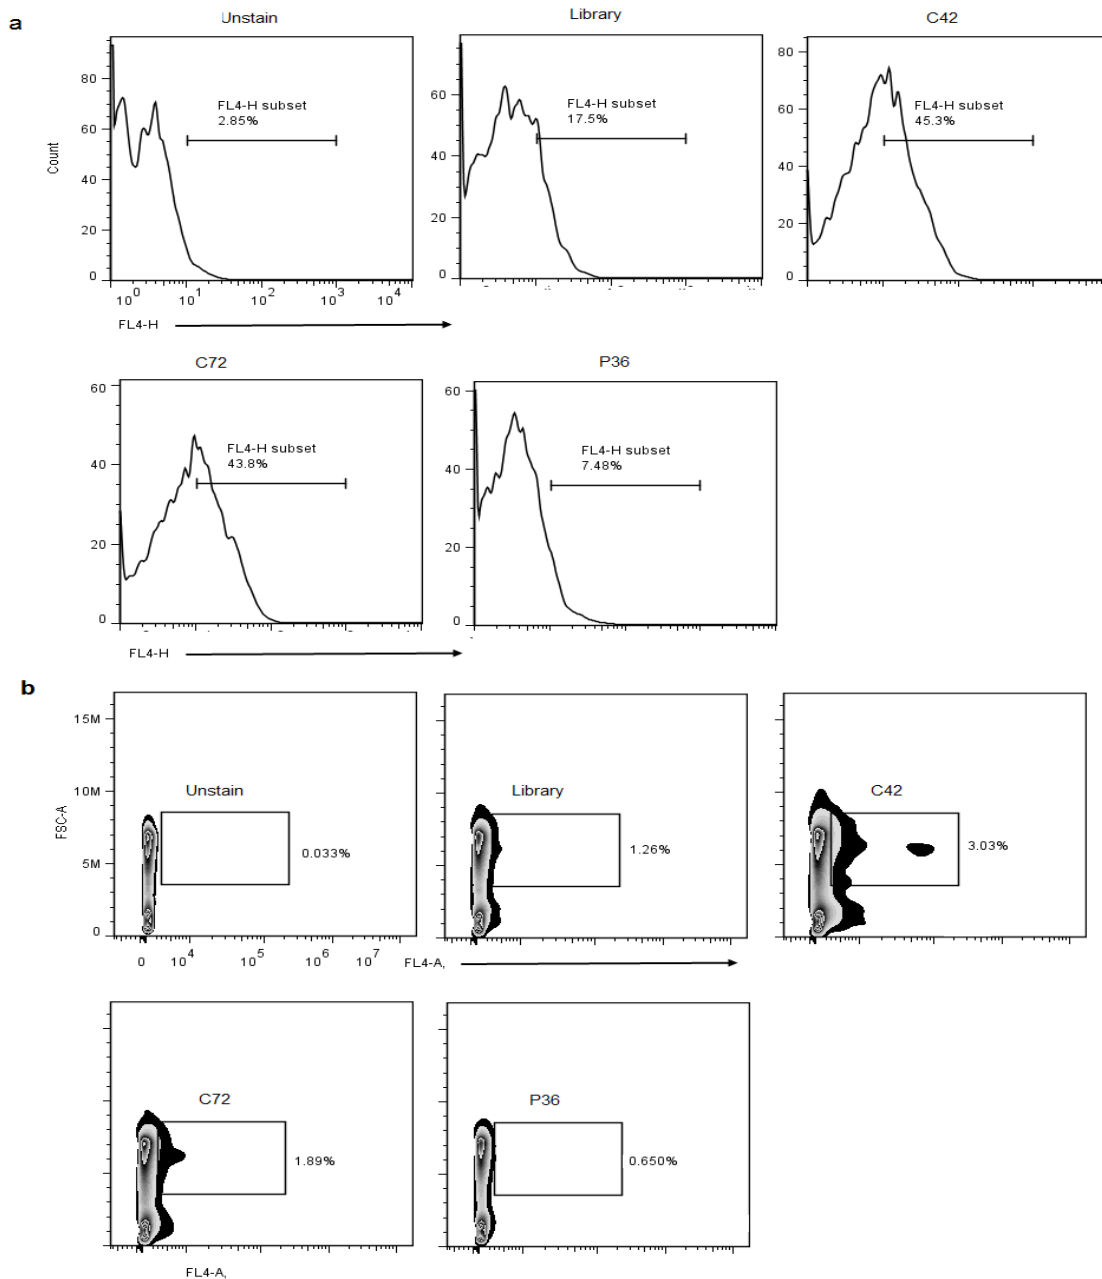 a
Unstain
Library
C42
FL4-H subset
2.85%
FL4-H subset
17.5%
FL4-H subset
45.3%
Count
80
60
40
20
0
60
40
20
0
80
60
40
20
0
10^0 10^1 10^2 10^3 10^4
FL4-H
C72
P36
FL4-H subset
43.8%
FL4-H subset
7.48%
60
40
20
0
60
40
20
0
FL4-H
b
FSC-A
15M
10M
5M
0
Unstain
0.033%
Library
1.26%
C42
3.03%
0 10^4 10^5 10^6 10^7
FL4-A,
C72
1.89%
P36
0.650%
FL4-A,